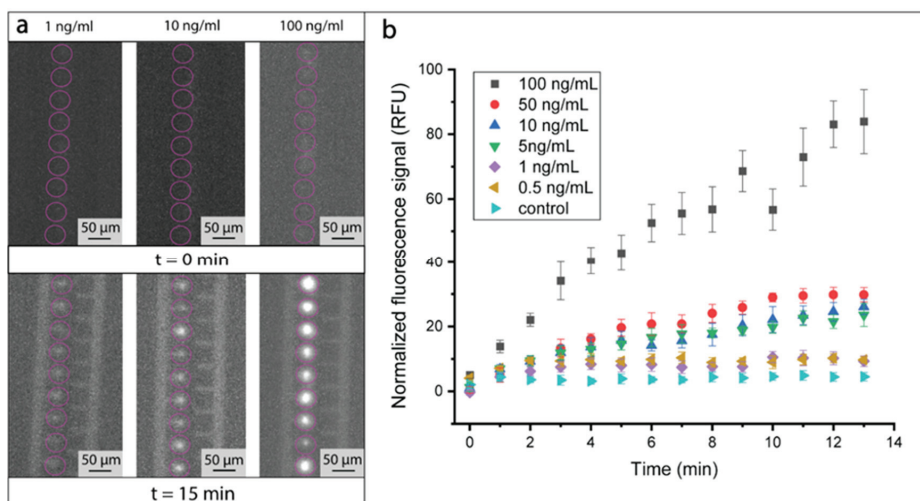 a
1 ng/ml 10 ng/ml 100 ng/ml
50 µm 50 µm 50 µm
t = 0 min
50 µm 50 µm 50 µm
t = 15 min
b
Normalized fluorescence signal (RFU)
100
80
60
40
20
0
100 ng/mL
50 ng/mL
10 ng/mL
5ng/mL
1 ng/mL
0.5 ng/mL
control
0 2 4 6 8 10 12 14
Time (min)